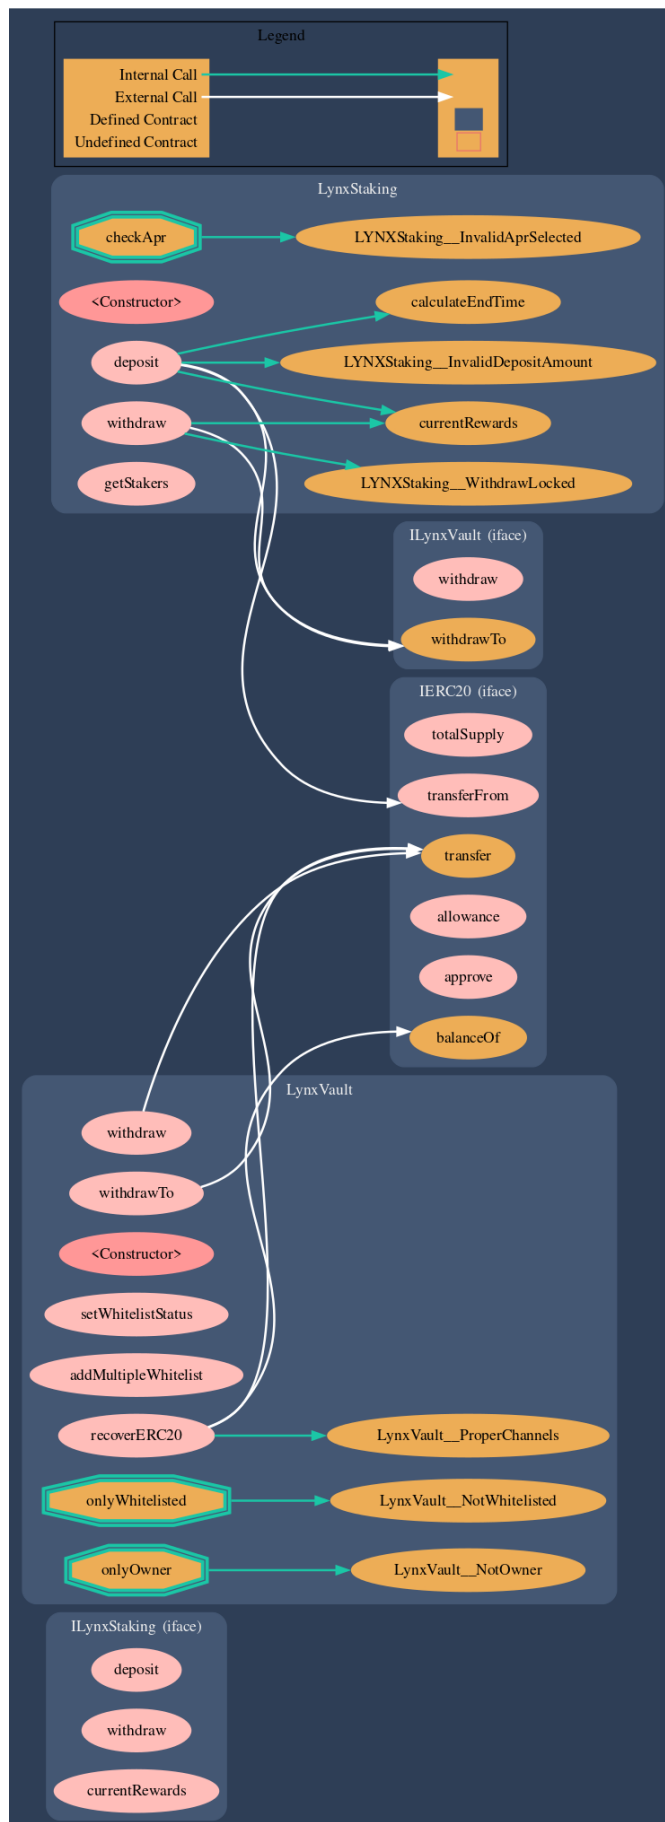 Legend
Internal Call
External Call
Defined Contract
Undefined Contract
LynxStaking
checkApr
LYNXStaking__InvalidAprSelected
<Constructor>
calculateEndTime
deposit
LYNXStaking__InvalidDepositAmount
withdraw
currentRewards
getStakers
LYNXStaking__WithdrawLocked
ILynxVault (iface)
withdraw
withdrawTo
IERC20 (iface)
totalSupply
transferFrom
transfer
allowance
approve
balanceOf
LynxVault
withdraw
withdrawTo
<Constructor>
setWhitelistStatus
addMultipleWhitelist
recoverERC20
LynxVault__ProperChannels
onlyWhitelisted
LynxVault__NotWhitelisted
onlyOwner
LynxVault__NotOwner
ILynxStaking (iface)
deposit
withdraw
currentRewards